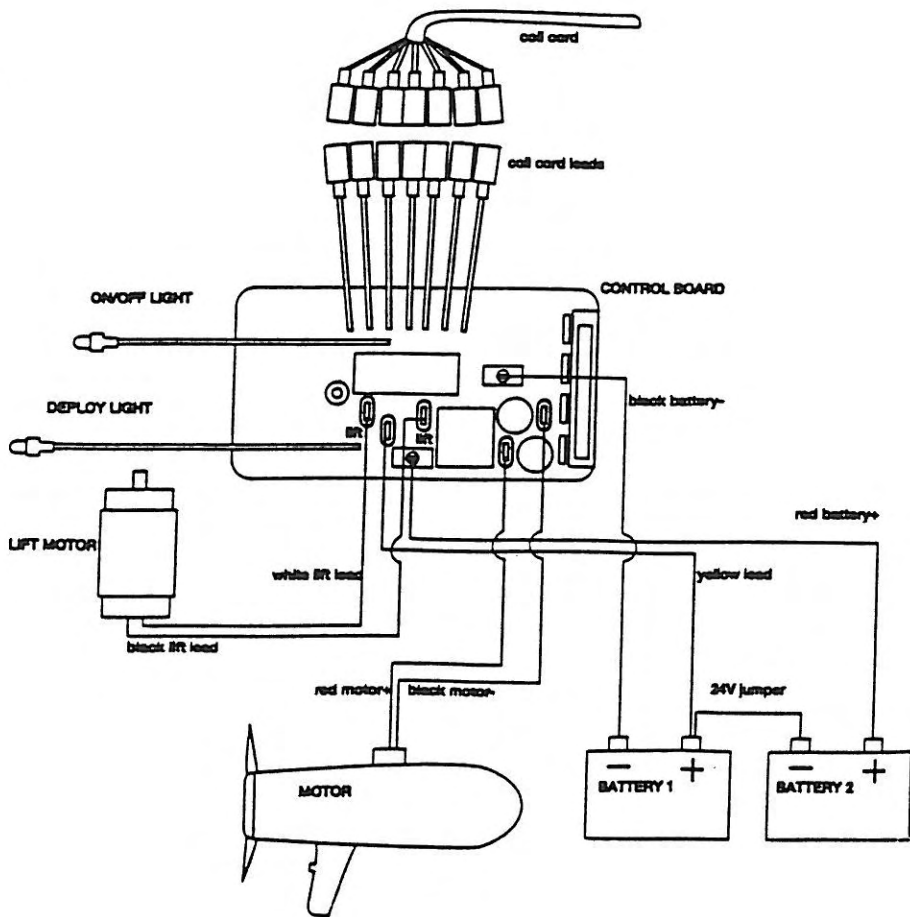 coil cord
coil cord leads
ON/OFF LIGHT
CONTROL BOARD
black battery-
DEPLOY LIGHT
lift
lift
red battery+
LIFT MOTOR
white lift lead
yellow lead
black lift lead
red motor+
black motor-
24V jumper
MOTOR
- +
BATTERY 1
- +
BATTERY 2